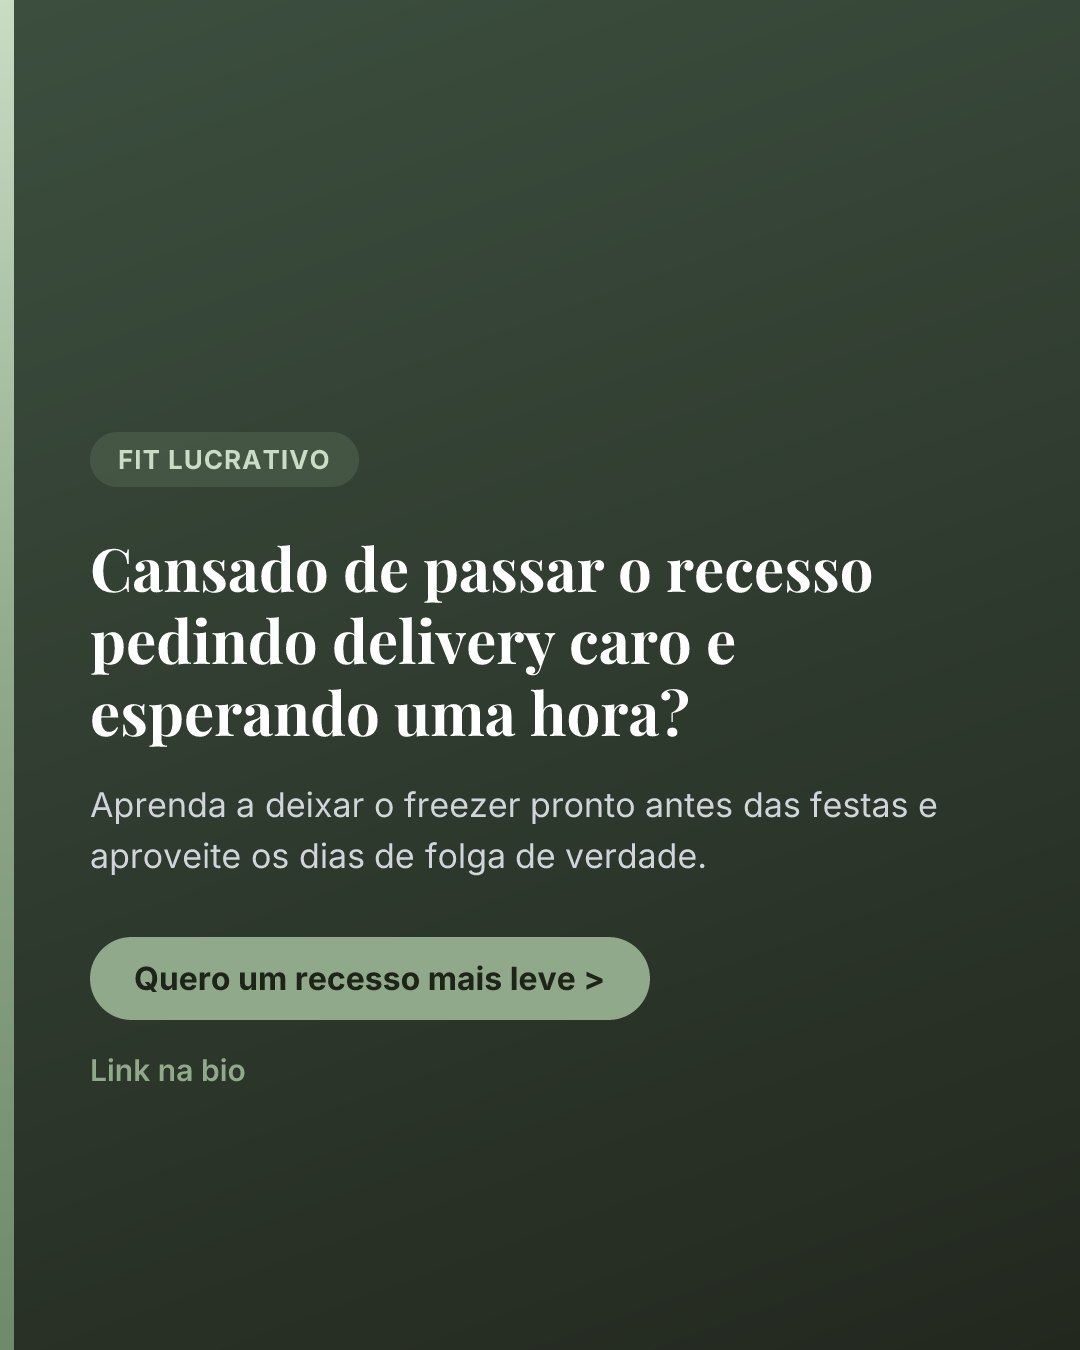 FIT LUCRATIVO
Cansado de passar o recesso
pedindo delivery caro e
esperando uma hora?
Aprenda a deixar o freezer pronto antes das festas e
aproveite os dias de folga de verdade.
Quero um recesso mais leve >
Link na bio